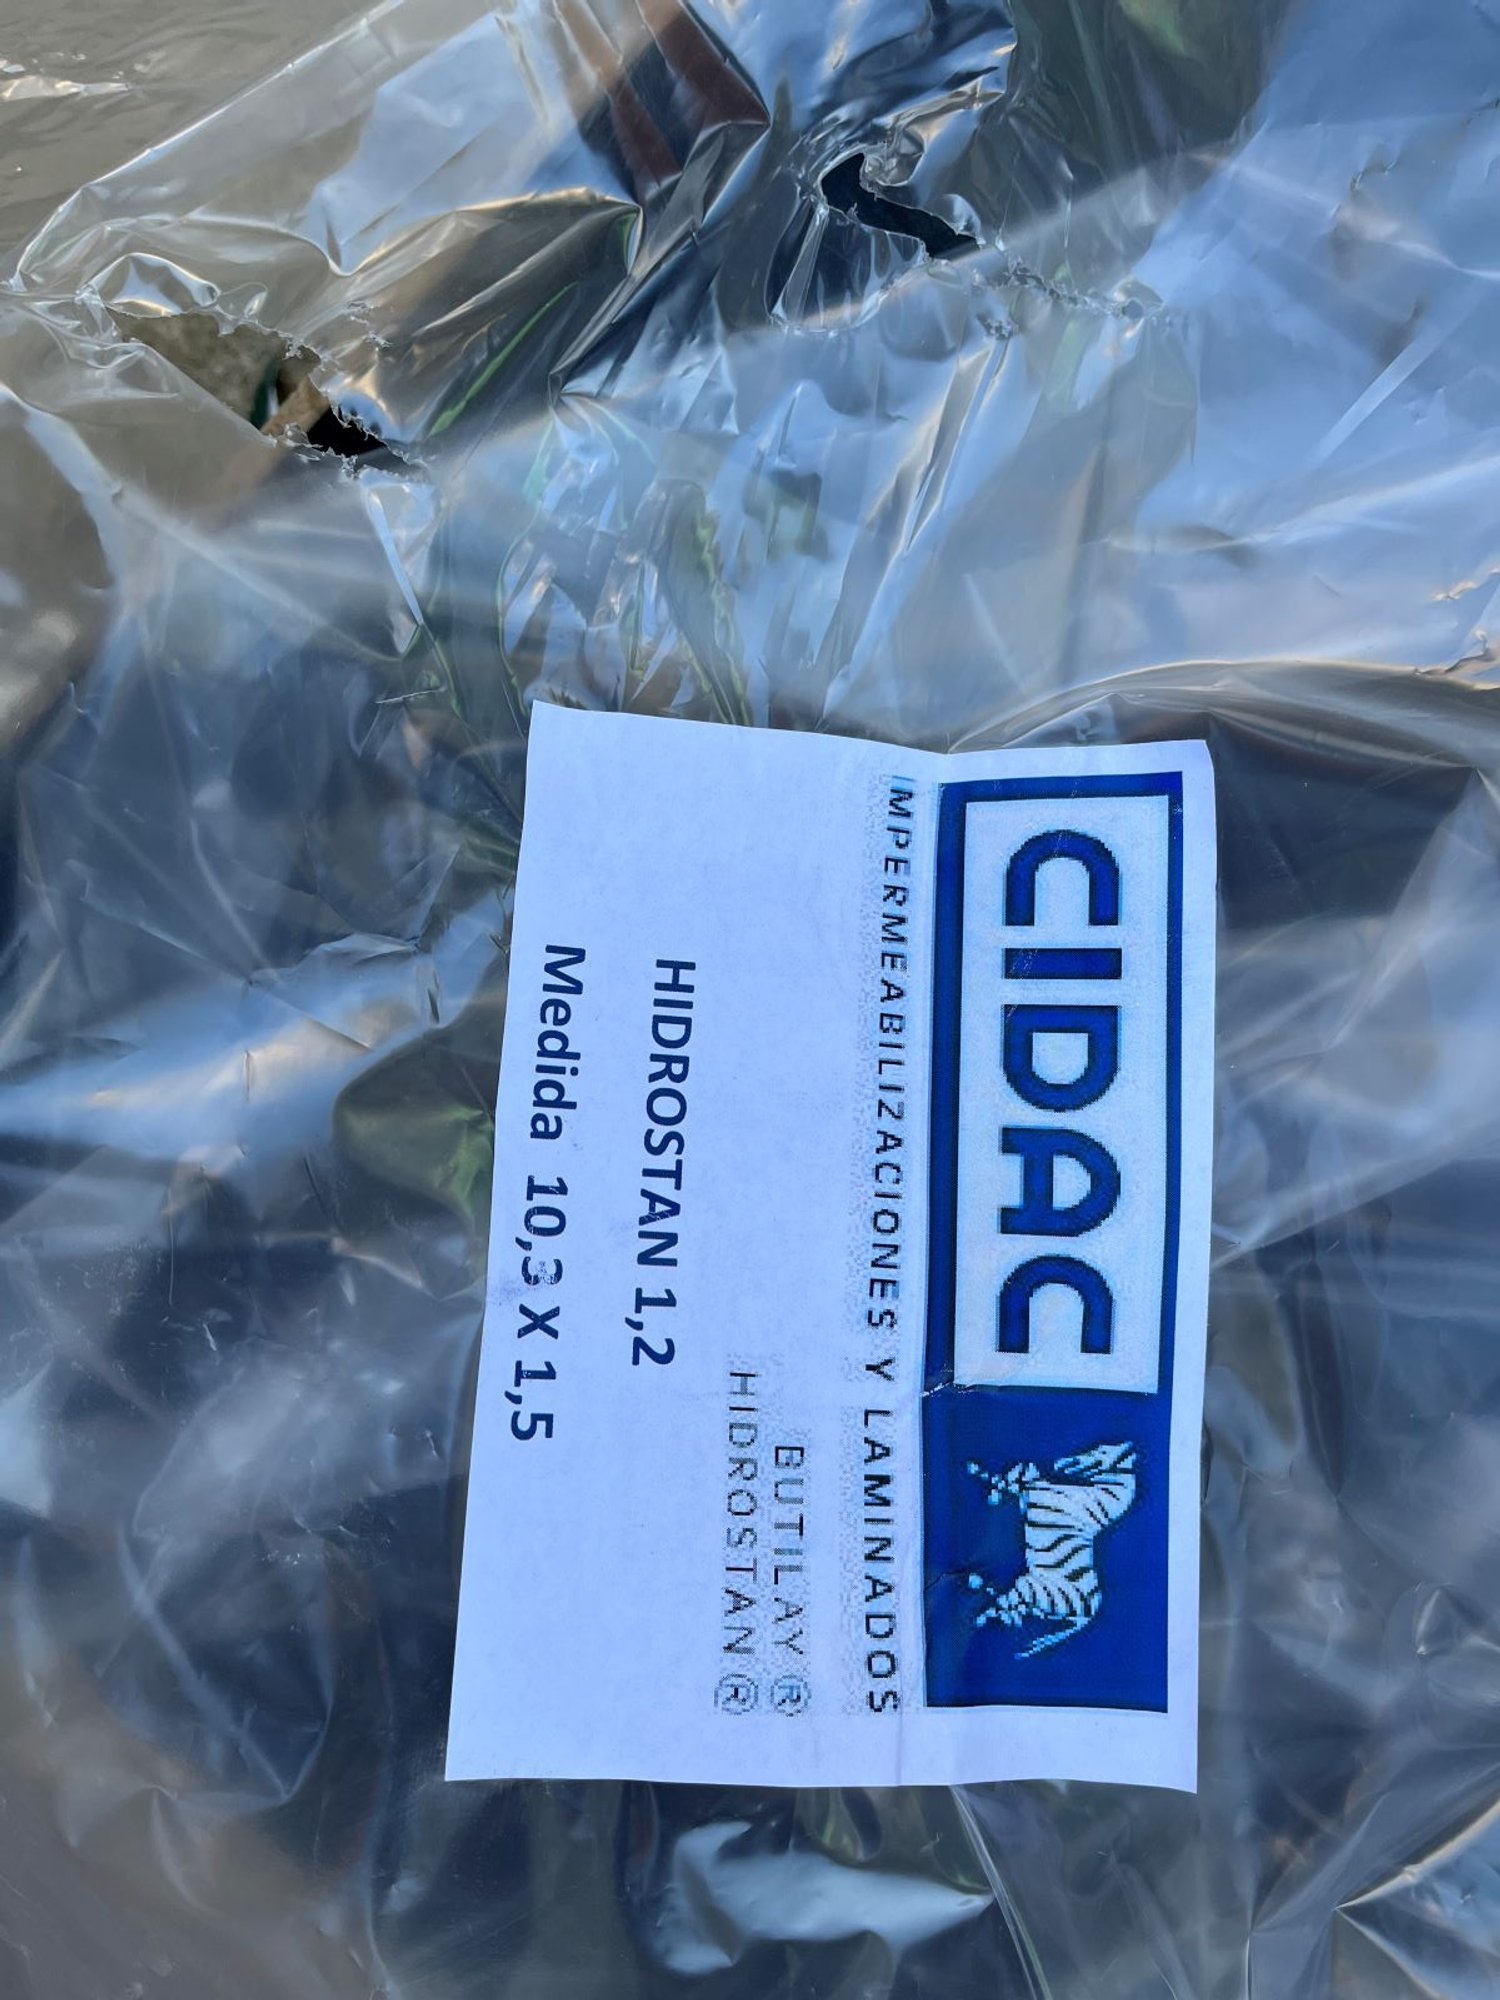 CIDAC
IMPERMEABILIZACIONES Y LAMINADOS
BUTILAY ®
HIDROSTAN ®
HIDROSTAN 1,2
Medida 10,3 X 1,5